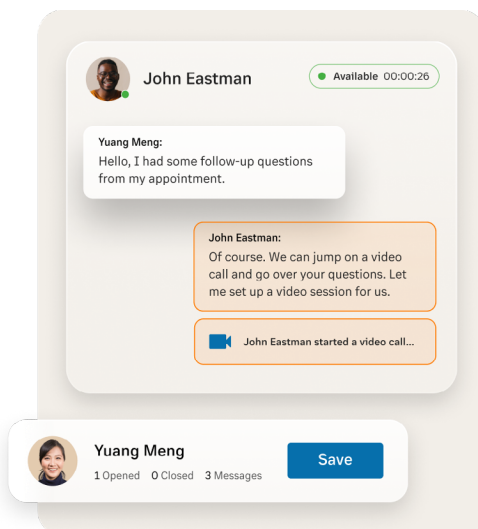 John Eastman
Available 00:00:26
Yuang Meng:
Hello, I had some follow-up questions
from my appointment.
John Eastman:
Of course. We can jump on a video
call and go over your questions. Let
me set up a video session for us.
John Eastman started a video call...
Yuang Meng
1 Opened 0 Closed 3 Messages
Save